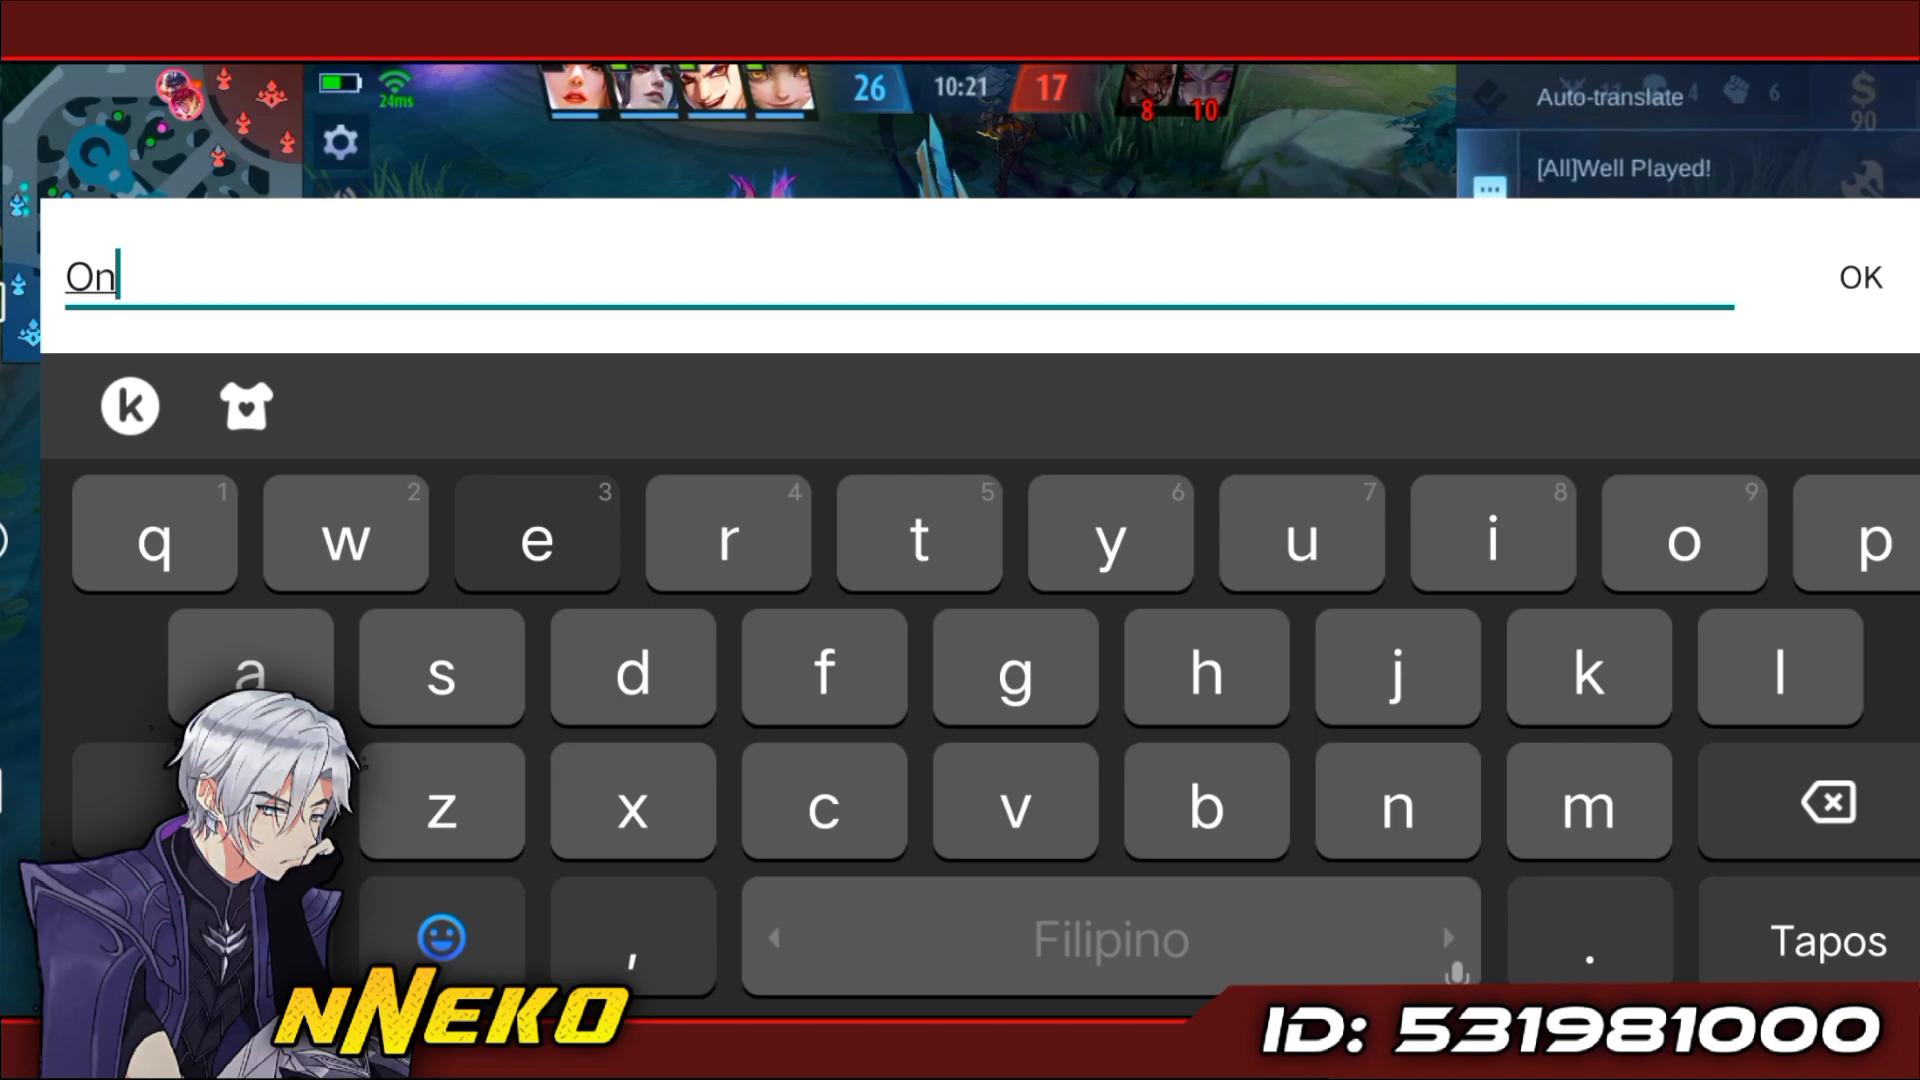 24ms
26 10:21 17
8 10
Auto-translate
4 6
90
[All]Well Played!
On
OK
k
1 2 3 4 5 6 7 8 9
q w e r t y u i o p
a s d f g h j k l
z x c v b n m
, Filipino . Tapos
NNEKO
ID: 531981000